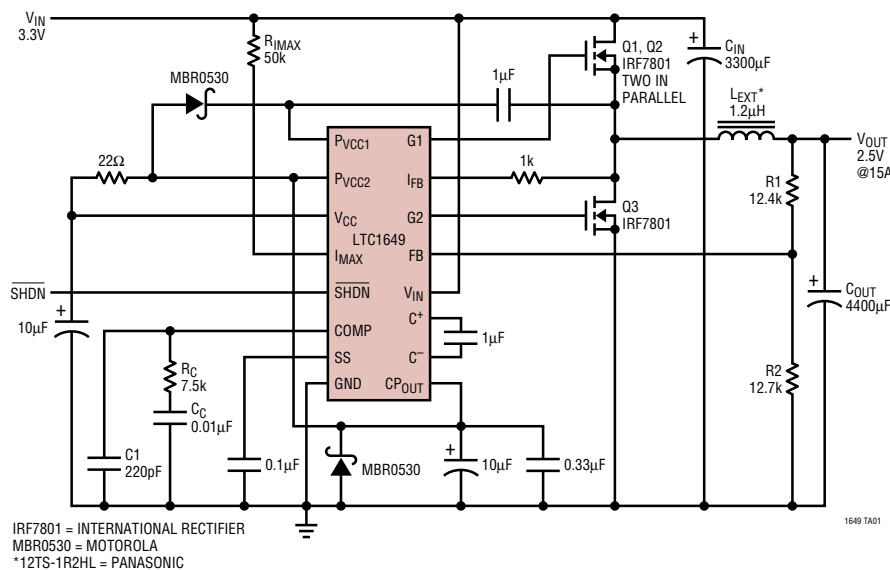 VIN
3.3V
RIMAX
50k
MBR0530
1µF
Q1, Q2
IRF7801
TWO IN
PARALLEL
+
CIN
3300µF
LEXT*
1.2µH
VOUT
2.5V
@15A
22Ω
PVCC1
G1
PVCC2
IFB
1k
VCC
G2
Q3
IRF7801
R1
12.4k
LTC1649
IMAX
FB
SHDN
SHDN
VIN
+
10µF
COMP
C+
1µF
C–
SS
GND
CPOUT
+
COUT
4400µF
RC
7.5k
CC
0.01µF
R2
12.7k
C1
220pF
0.1µF
MBR0530
+
10µF
0.33µF
1649 TA01
IRF7801 = INTERNATIONAL RECTIFIER
MBR0530 = MOTOROLA
*12TS-1R2HL = PANASONIC